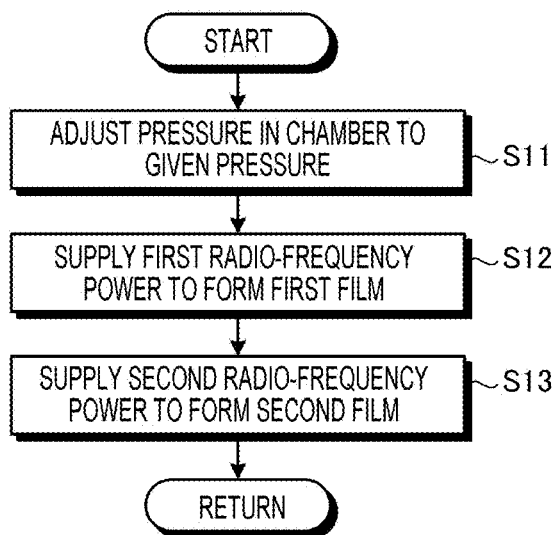 START
ADJUST PRESSURE IN CHAMBER TO
GIVEN PRESSURE
S11
SUPPLY FIRST RADIO-FREQUENCY
POWER TO FORM FIRST FILM
S12
SUPPLY SECOND RADIO-FREQUENCY
POWER TO FORM SECOND FILM
S13
RETURN